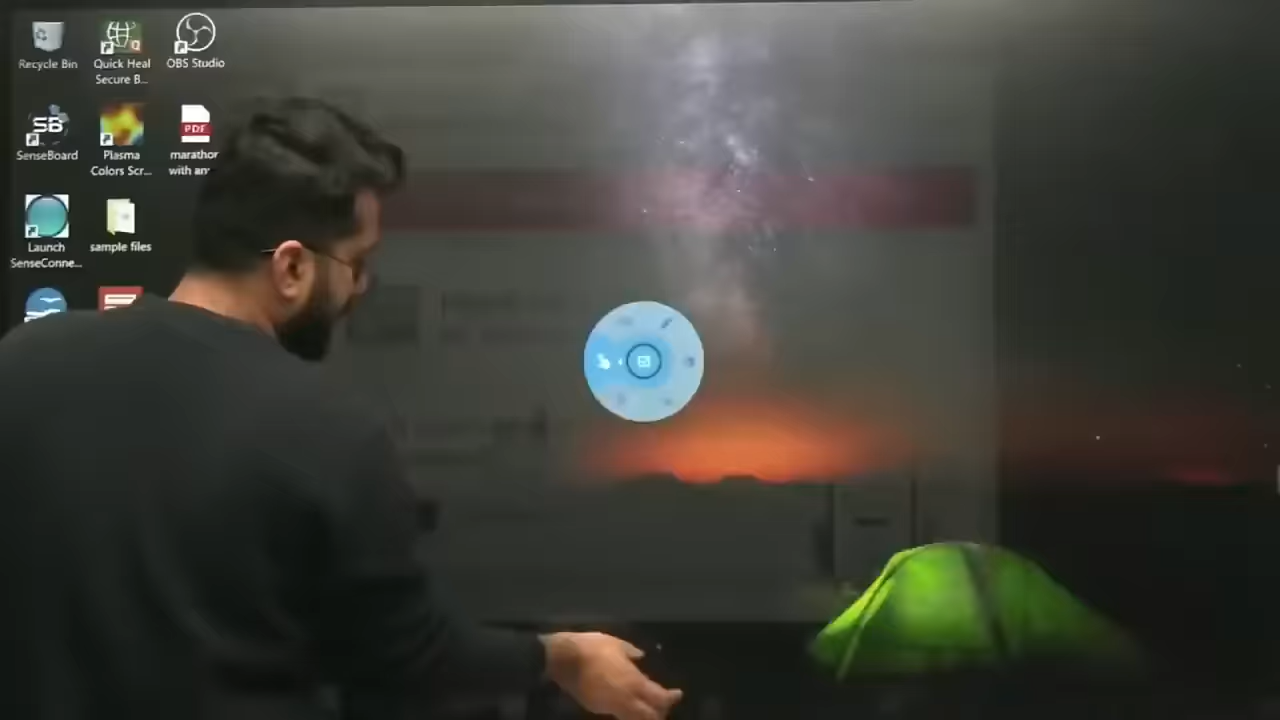 Recycle Bin
Quick Heal
Secure B...
OBS Studio
SB
SenseBoard
Plasma
Colors Scr...
PDF
marathor
with an
Launch
SenseConne...
sample files